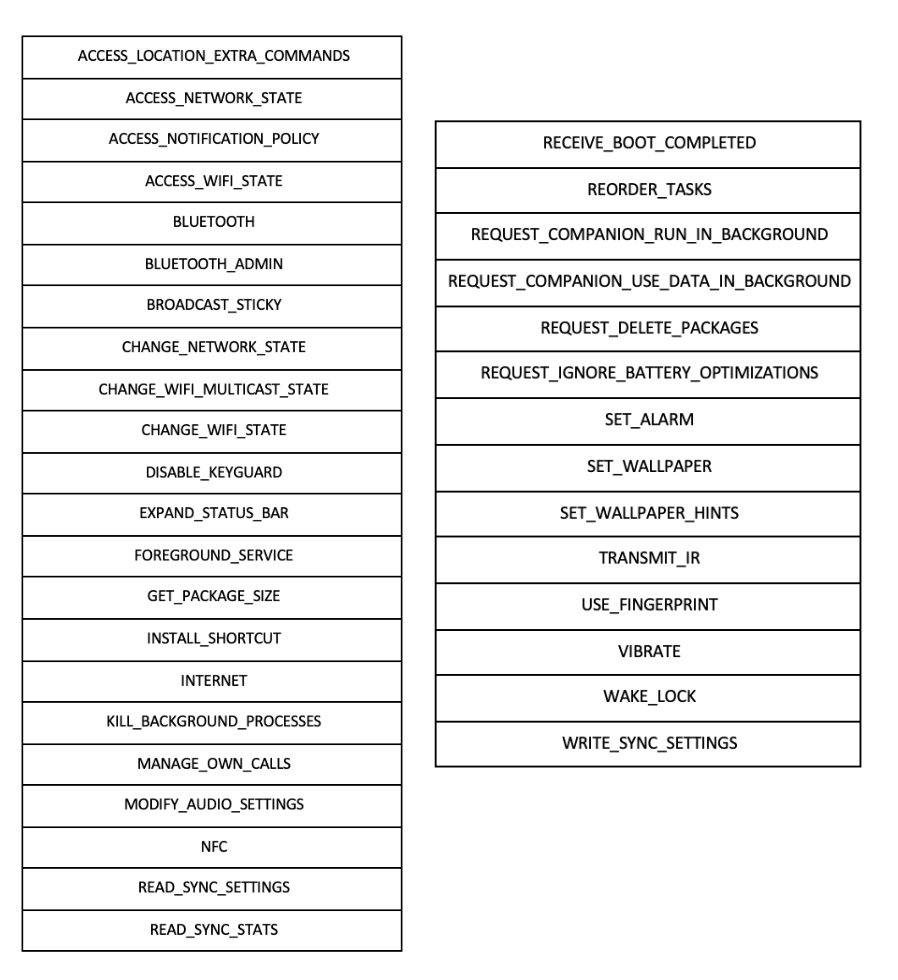 ACCESS_LOCATION_EXTRA_COMMANDS
ACCESS_NETWORK_STATE
ACCESS_NOTIFICATION_POLICY
ACCESS_WIFI_STATE
BLUETOOTH
BLUETOOTH_ADMIN
BROADCAST_STICKY
CHANGE_NETWORK_STATE
CHANGE_WIFI_MULTICAST_STATE
CHANGE_WIFI_STATE
DISABLE_KEYGUARD
EXPAND_STATUS_BAR
FOREGROUND_SERVICE
GET_PACKAGE_SIZE
INSTALL_SHORTCUT
INTERNET
KILL_BACKGROUND_PROCESSES
MANAGE_OWN_CALLS
MODIFY_AUDIO_SETTINGS
NFC
READ_SYNC_SETTINGS
READ_SYNC_STATS
RECEIVE_BOOT_COMPLETED
REORDER_TASKS
REQUEST_COMPANION_RUN_IN_BACKGROUND
REQUEST_COMPANION_USE_DATA_IN_BACKGROUND
REQUEST_DELETE_PACKAGES
REQUEST_IGNORE_BATTERY_OPTIMIZATIONS
SET_ALARM
SET_WALLPAPER
SET_WALLPAPER_HINTS
TRANSMIT_IR
USE_FINGERPRINT
VIBRATE
WAKE_LOCK
WRITE_SYNC_SETTINGS